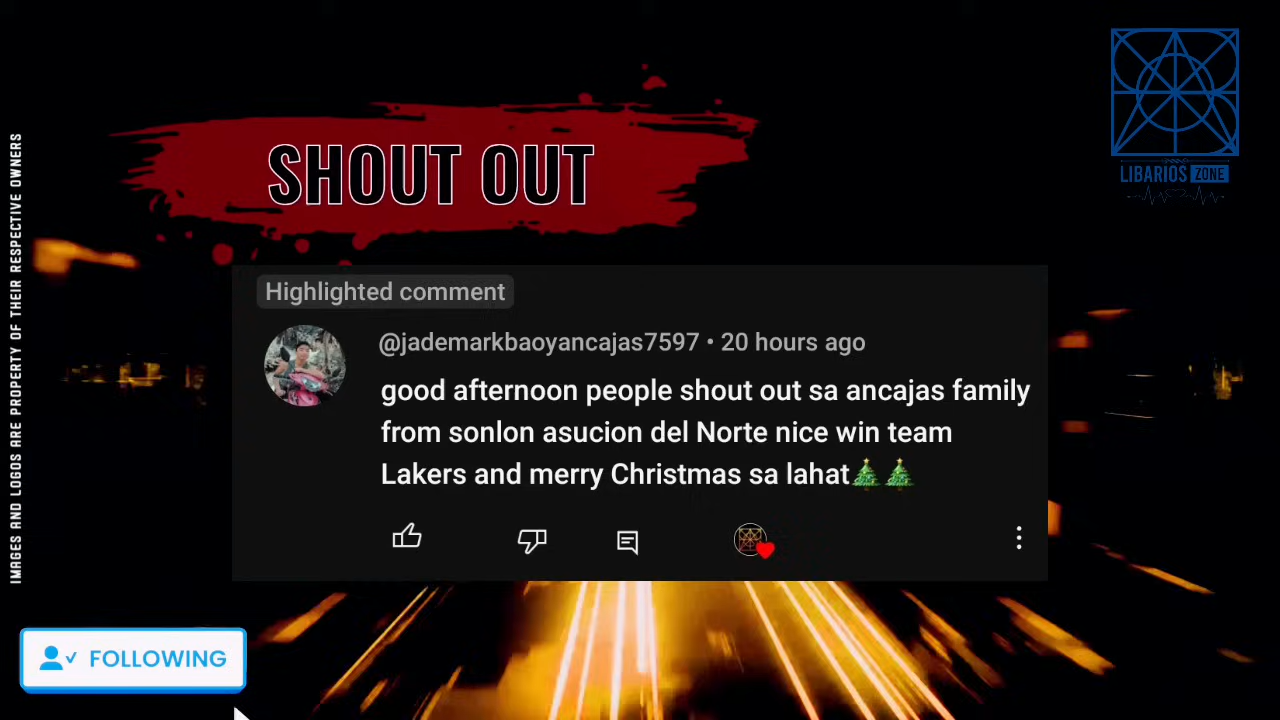 SHOUT OUT
LIBARIOS ZONE
IMAGES AND LOGOS ARE PROPERTY OF THEIR RESPECTIVE OWNERS
Highlighted comment
@jademarkbaoyancajas7597 • 20 hours ago
good afternoon people shout out sa ancajas family
from sonlon asucion del Norte nice win team
Lakers and merry Christmas sa lahat🎄🎄
FOLLOWING